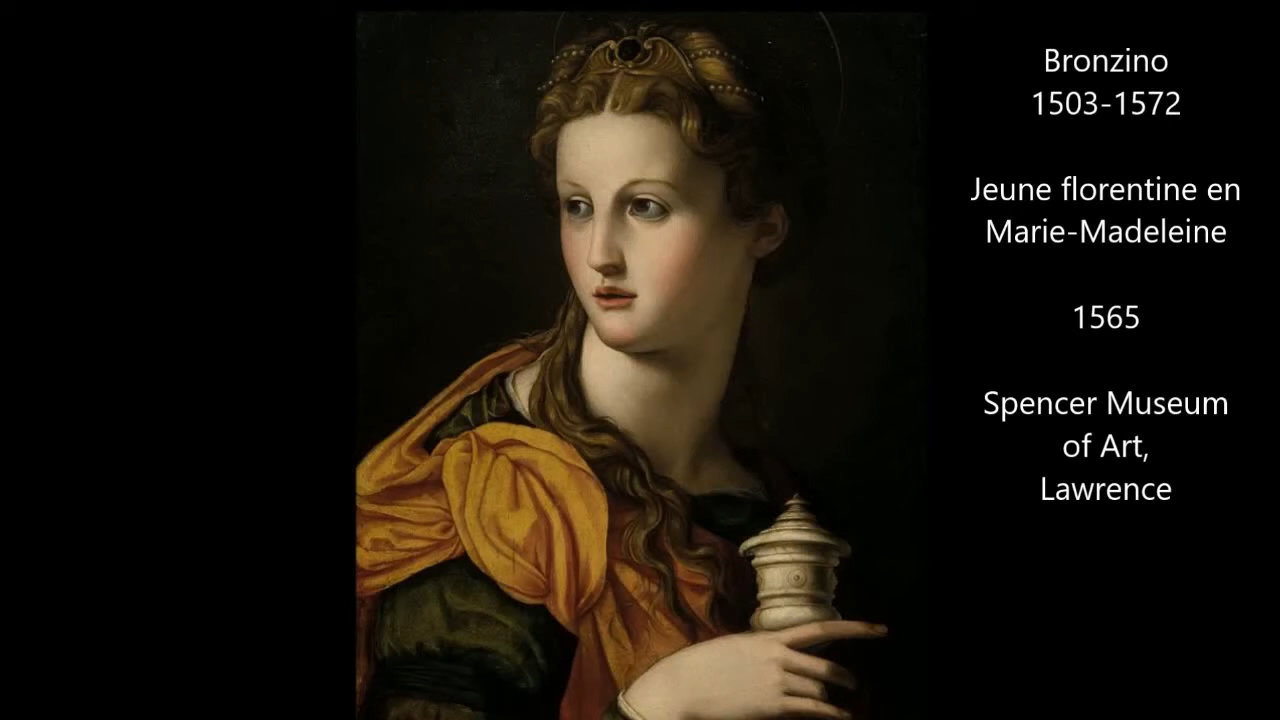 Bronzino
1503-1572
Jeune florentine en
Marie-Madeleine
1565
Spencer Museum
of Art,
Lawrence